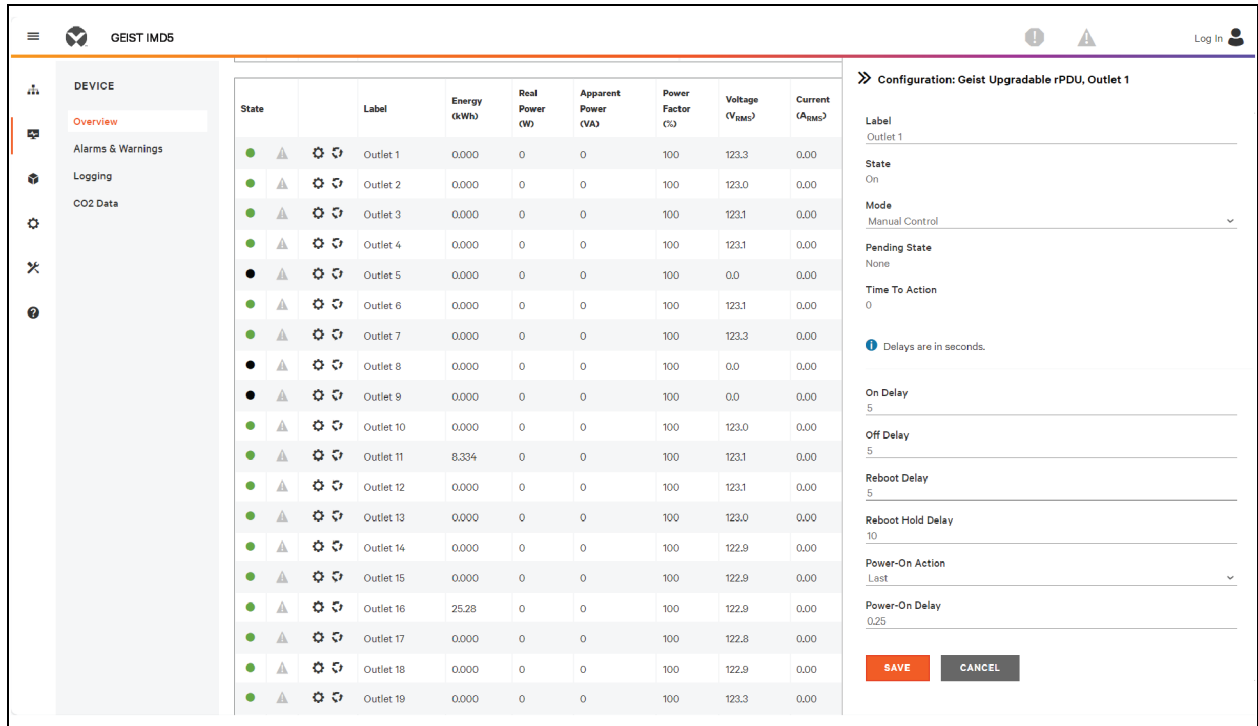 GEIST IMD5
Log In
DEVICE
Overview
Alarms & Warnings
Logging
CO2 Data
State Label Energy (kWh) Real Power (W) Apparent Power (VA) Power Factor (%) Voltage (VRMS) Current (ARMS)
Outlet 1 0.000 0 0 100 123.3 0.00
Outlet 2 0.000 0 0 100 123.0 0.00
Outlet 3 0.000 0 0 100 123.1 0.00
Outlet 4 0.000 0 0 100 123.1 0.00
Outlet 5 0.000 0 0 100 0.0 0.00
Outlet 6 0.000 0 0 100 123.1 0.00
Outlet 7 0.000 0 0 100 123.3 0.00
Outlet 8 0.000 0 0 100 0.0 0.00
Outlet 9 0.000 0 0 100 0.0 0.00
Outlet 10 0.000 0 0 100 123.0 0.00
Outlet 11 8.334 0 0 100 123.1 0.00
Outlet 12 0.000 0 0 100 123.1 0.00
Outlet 13 0.000 0 0 100 123.0 0.00
Outlet 14 0.000 0 0 100 122.9 0.00
Outlet 15 0.000 0 0 100 122.9 0.00
Outlet 16 25.28 0 0 100 122.9 0.00
Outlet 17 0.000 0 0 100 122.8 0.00
Outlet 18 0.000 0 0 100 122.9 0.00
Outlet 19 0.000 0 0 100 123.3 0.00
Configuration: Geist Upgradable rPDU, Outlet 1
Label
Outlet 1
State
On
Mode
Manual Control
Pending State
None
Time To Action
0
Delays are in seconds.
On Delay
5
Off Delay
5
Reboot Delay
5
Reboot Hold Delay
10
Power-On Action
Last
Power-On Delay
0.25
SAVE CANCEL